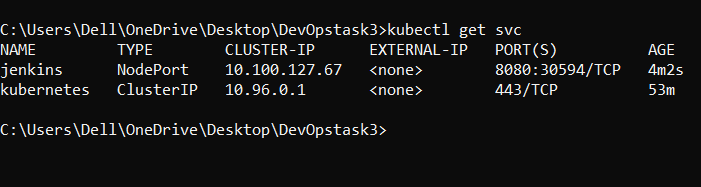 C:\Users\Dell\OneDrive\Desktop\DevOpstask3>kubectl get svc
NAME TYPE CLUSTER-IP EXTERNAL-IP PORT(S) AGE
jenkins NodePort 10.100.127.67 <none> 8080:30594/TCP 4m2s
kubernetes ClusterIP 10.96.0.1 <none> 443/TCP 53m
C:\Users\Dell\OneDrive\Desktop\DevOpstask3>